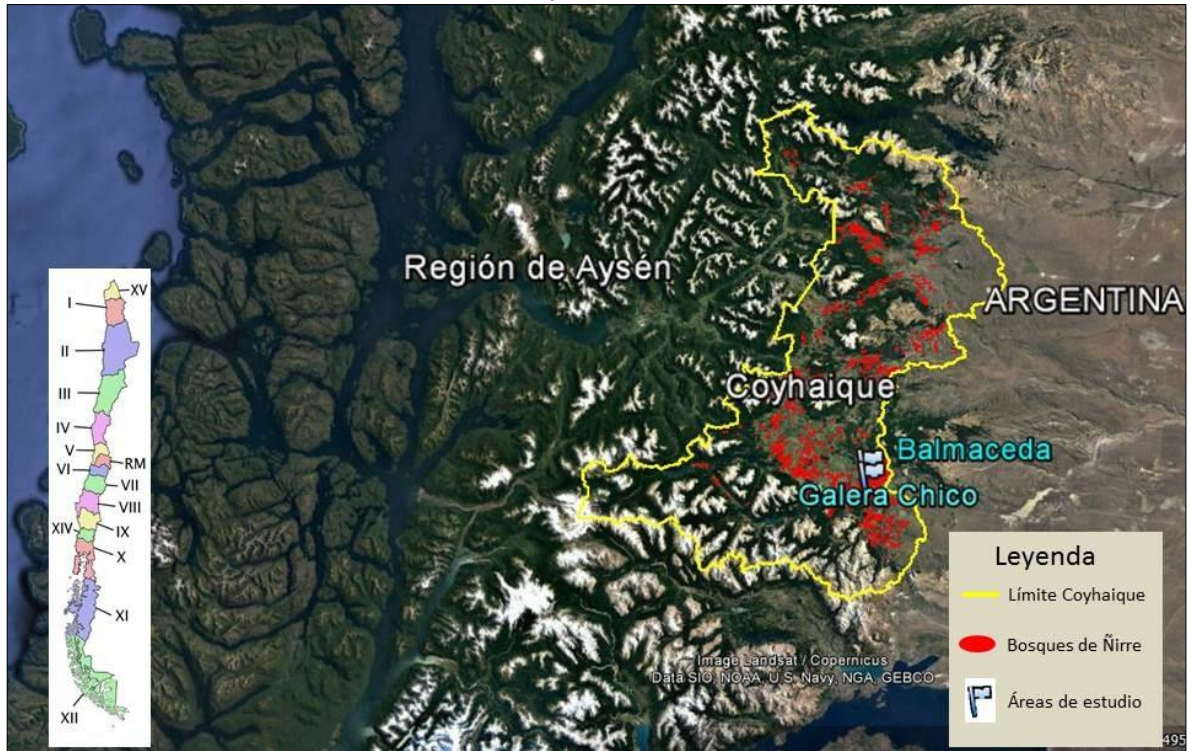 Región de Aysén
ARGENTINA
Coyhaique
Balmaceda
Galera Chico
XV
I
II
III
IV
V
RM
VI
VII
VIII
XIV
IX
X
XI
XII
Leyenda
Límite Coyhaique
Bosques de Ñirre
Áreas de estudio
Image Landsat / Copernicus
Data SIO, NOAA, U.S. Navy, NGA, GEBCO
495